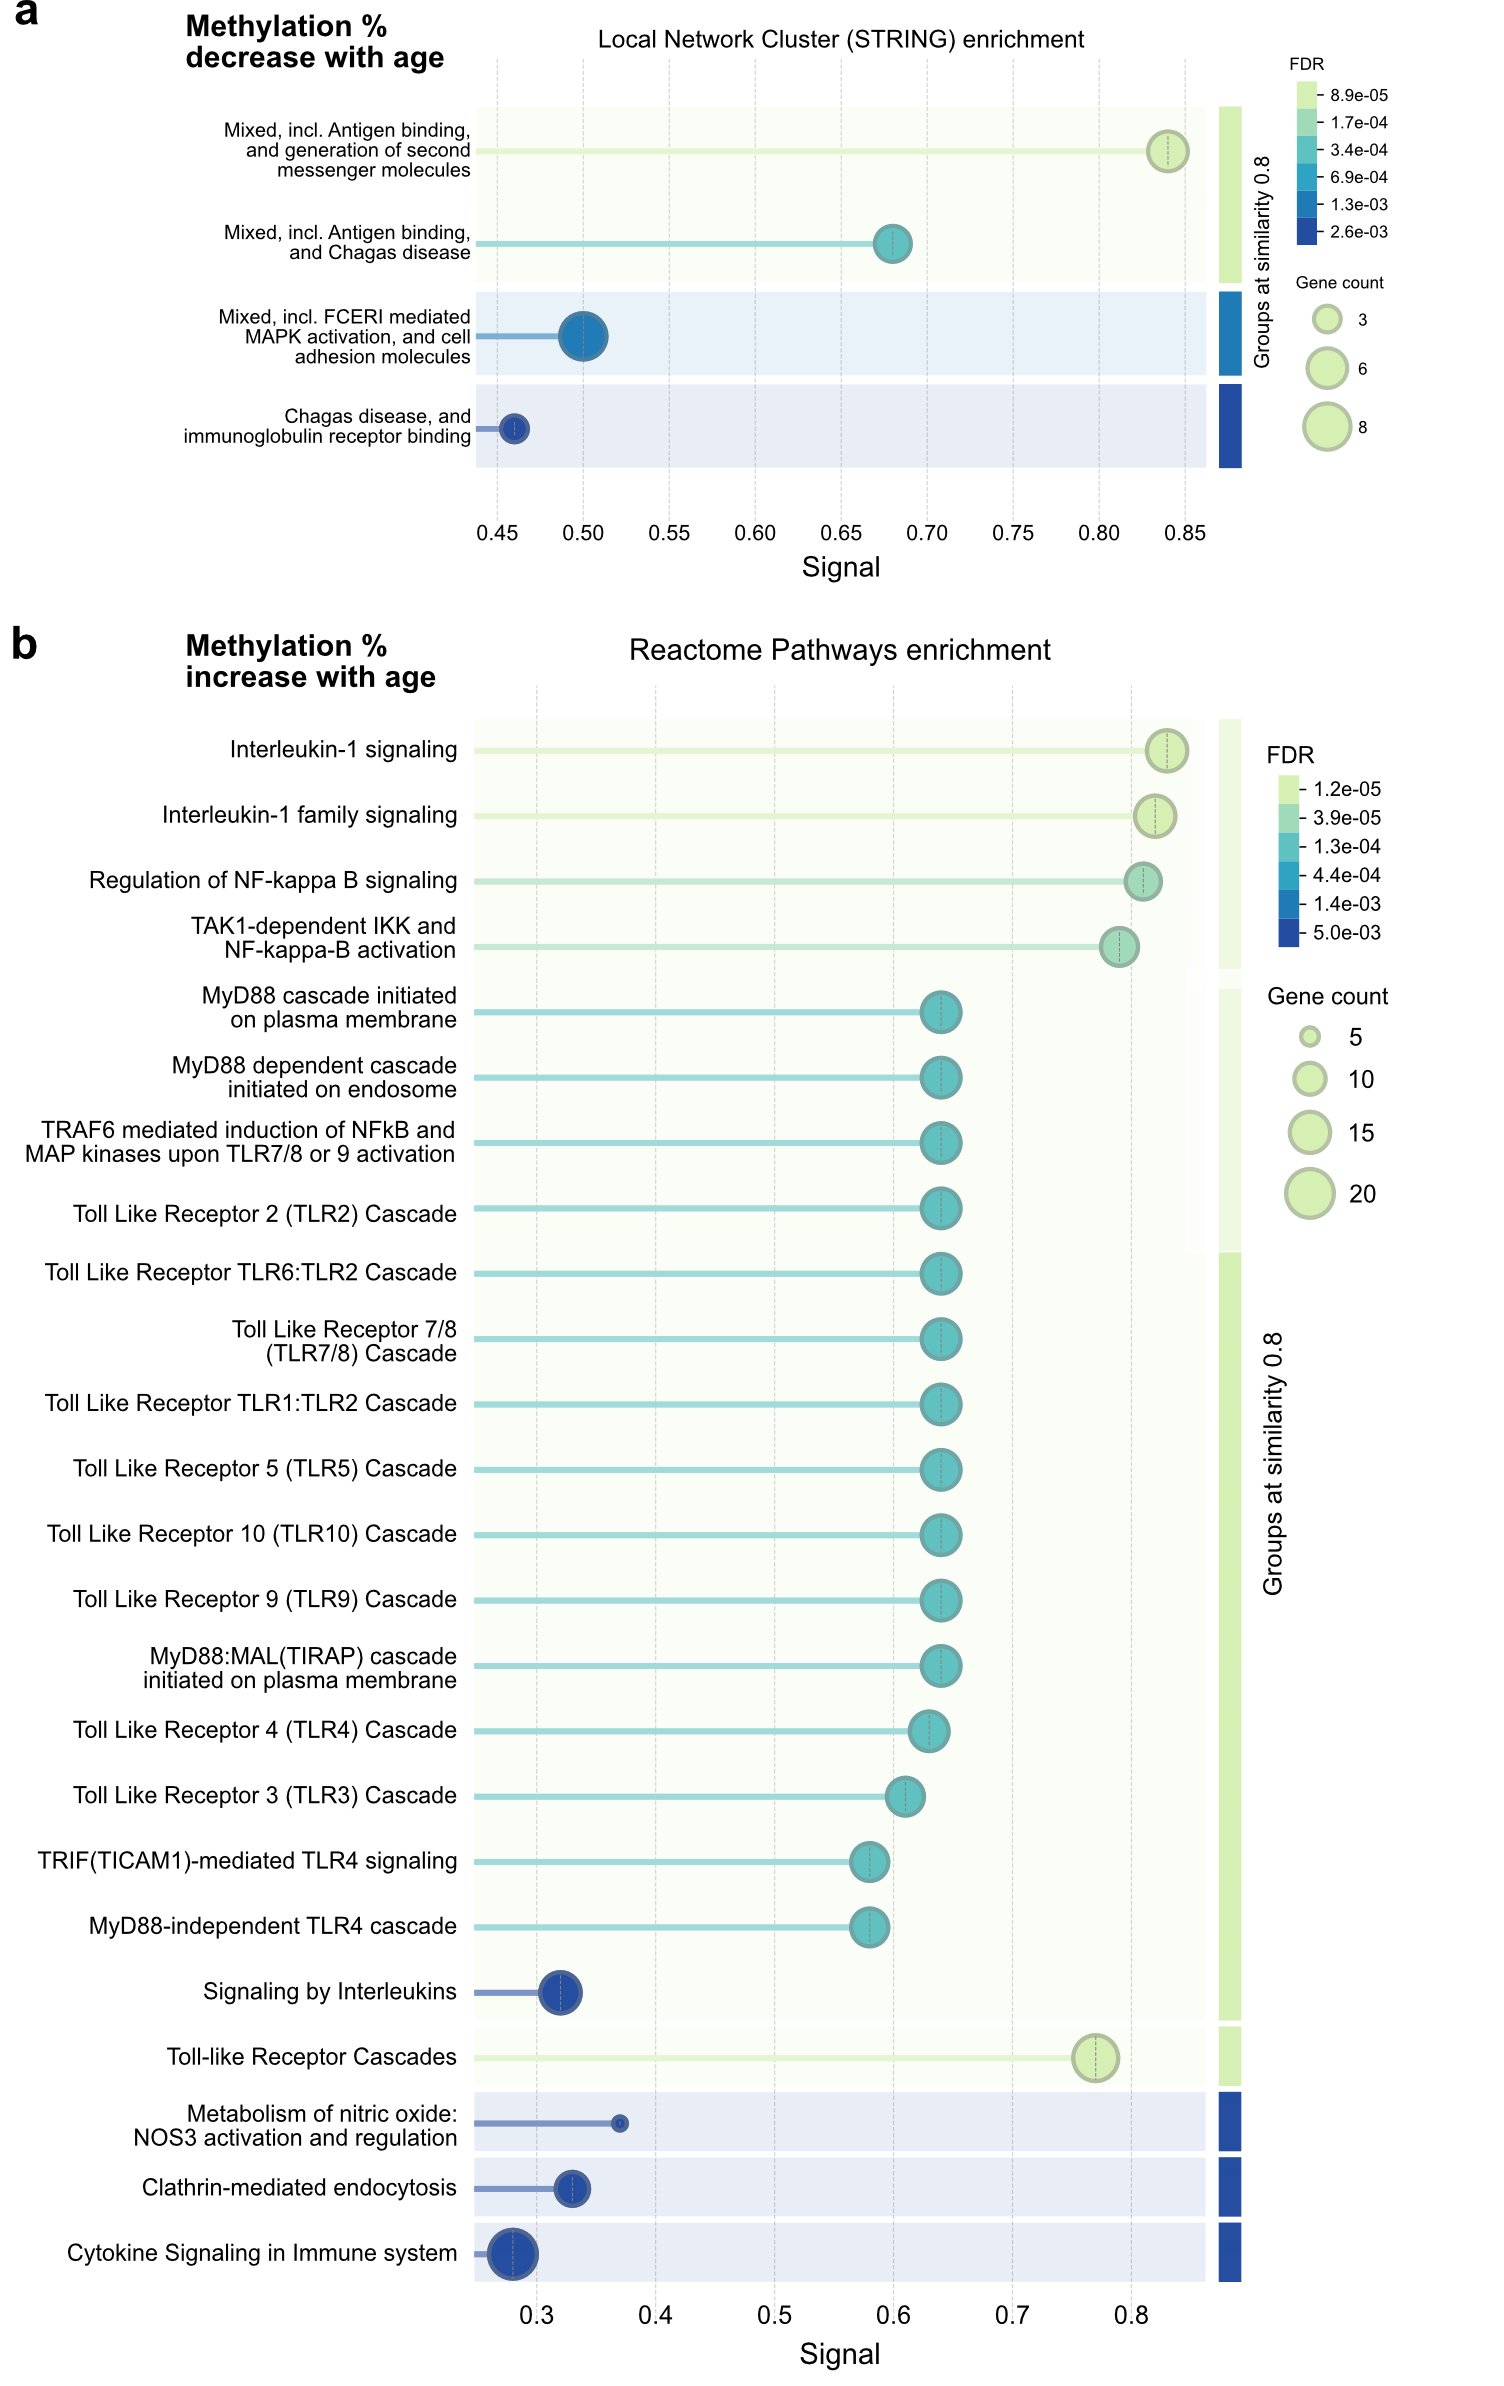 a
Methylation %
decrease with age
Local Network Cluster (STRING) enrichment
Mixed, incl. Antigen binding,
and generation of second
messenger molecules
Mixed, incl. Antigen binding,
and Chagas disease
Mixed, incl. FCERI mediated
MAPK activation, and cell
adhesion molecules
Chagas disease, and
immunoglobulin receptor binding
0.45
0.50
0.55
0.60
0.65
0.70
0.75
0.80
0.85
Signal
Groups at similarity 0.8
FDR
8.9e-05
1.7e-04
3.4e-04
6.9e-04
1.3e-03
2.6e-03
Gene count
3
6
8
b
Methylation %
increase with age
Reactome Pathways enrichment
Interleukin-1 signaling
Interleukin-1 family signaling
Regulation of NF-kappa B signaling
TAK1-dependent IKK and
NF-kappa-B activation
MyD88 cascade initiated
on plasma membrane
MyD88 dependent cascade
initiated on endosome
TRAF6 mediated induction of NFkB and
MAP kinases upon TLR7/8 or 9 activation
Toll Like Receptor 2 (TLR2) Cascade
Toll Like Receptor TLR6:TLR2 Cascade
Toll Like Receptor 7/8
(TLR7/8) Cascade
Toll Like Receptor TLR1:TLR2 Cascade
Toll Like Receptor 5 (TLR5) Cascade
Toll Like Receptor 10 (TLR10) Cascade
Toll Like Receptor 9 (TLR9) Cascade
MyD88:MAL(TIRAP) cascade
initiated on plasma membrane
Toll Like Receptor 4 (TLR4) Cascade
Toll Like Receptor 3 (TLR3) Cascade
TRIF(TICAM1)-mediated TLR4 signaling
MyD88-independent TLR4 cascade
Signaling by Interleukins
Toll-like Receptor Cascades
Metabolism of nitric oxide:
NOS3 activation and regulation
Clathrin-mediated endocytosis
Cytokine Signaling in Immune system
0.3
0.4
0.5
0.6
0.7
0.8
Signal
Groups at similarity 0.8
FDR
1.2e-05
3.9e-05
1.3e-04
4.4e-04
1.4e-03
5.0e-03
Gene count
5
10
15
20